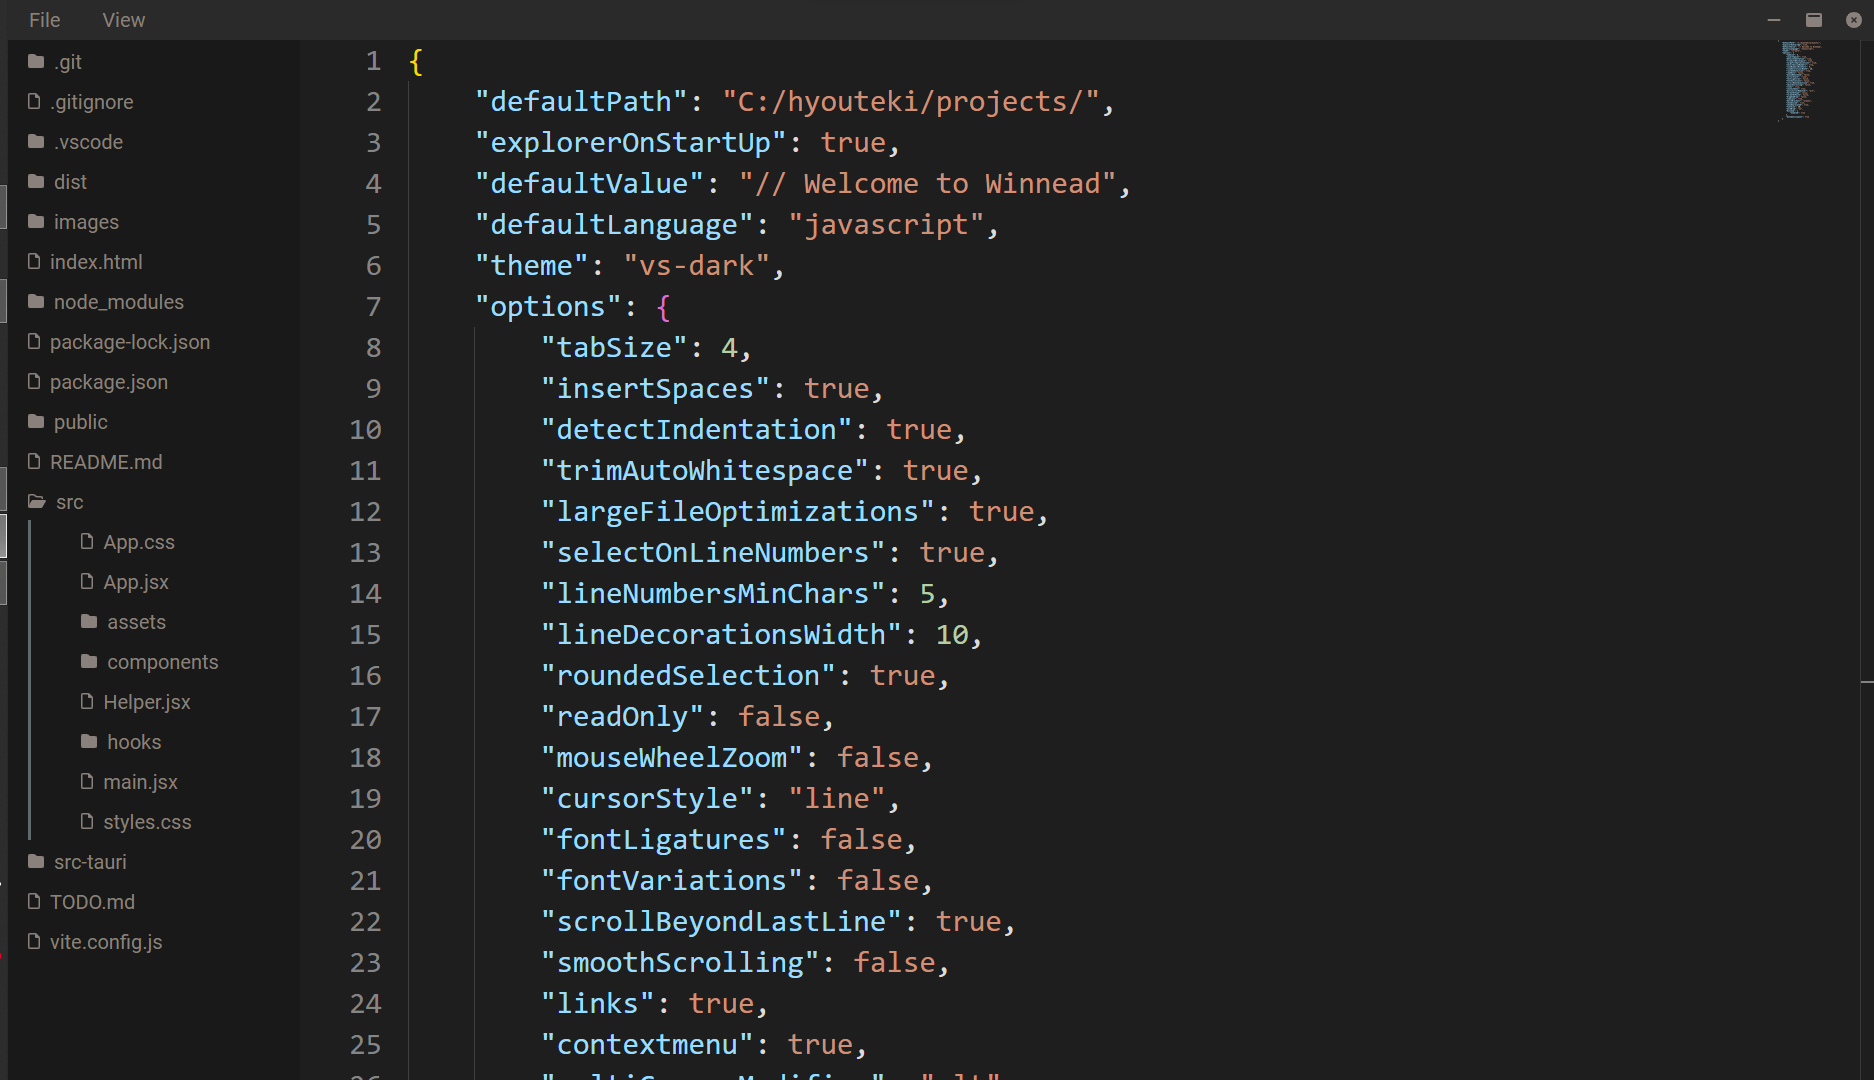 File View
.git
.gitignore
.vscode
dist
images
index.html
node_modules
package-lock.json
package.json
public
README.md
src
App.css
App.jsx
assets
components
Helper.jsx
hooks
main.jsx
styles.css
src-tauri
TODO.md
vite.config.js
1 {
2 "defaultPath": "C:/hyouteki/projects/",
3 "explorerOnStartUp": true,
4 "defaultValue": "// Welcome to Winnead",
5 "defaultLanguage": "javascript",
6 "theme": "vs-dark",
7 "options": {
8 "tabSize": 4,
9 "insertSpaces": true,
10 "detectIndentation": true,
11 "trimAutoWhitespace": true,
12 "largeFileOptimizations": true,
13 "selectOnLineNumbers": true,
14 "lineNumbersMinChars": 5,
15 "lineDecorationsWidth": 10,
16 "roundedSelection": true,
17 "readOnly": false,
18 "mouseWheelZoom": false,
19 "cursorStyle": "line",
20 "fontLigatures": false,
21 "fontVariations": false,
22 "scrollBeyondLastLine": true,
23 "smoothScrolling": false,
24 "links": true,
25 "contextmenu": true,